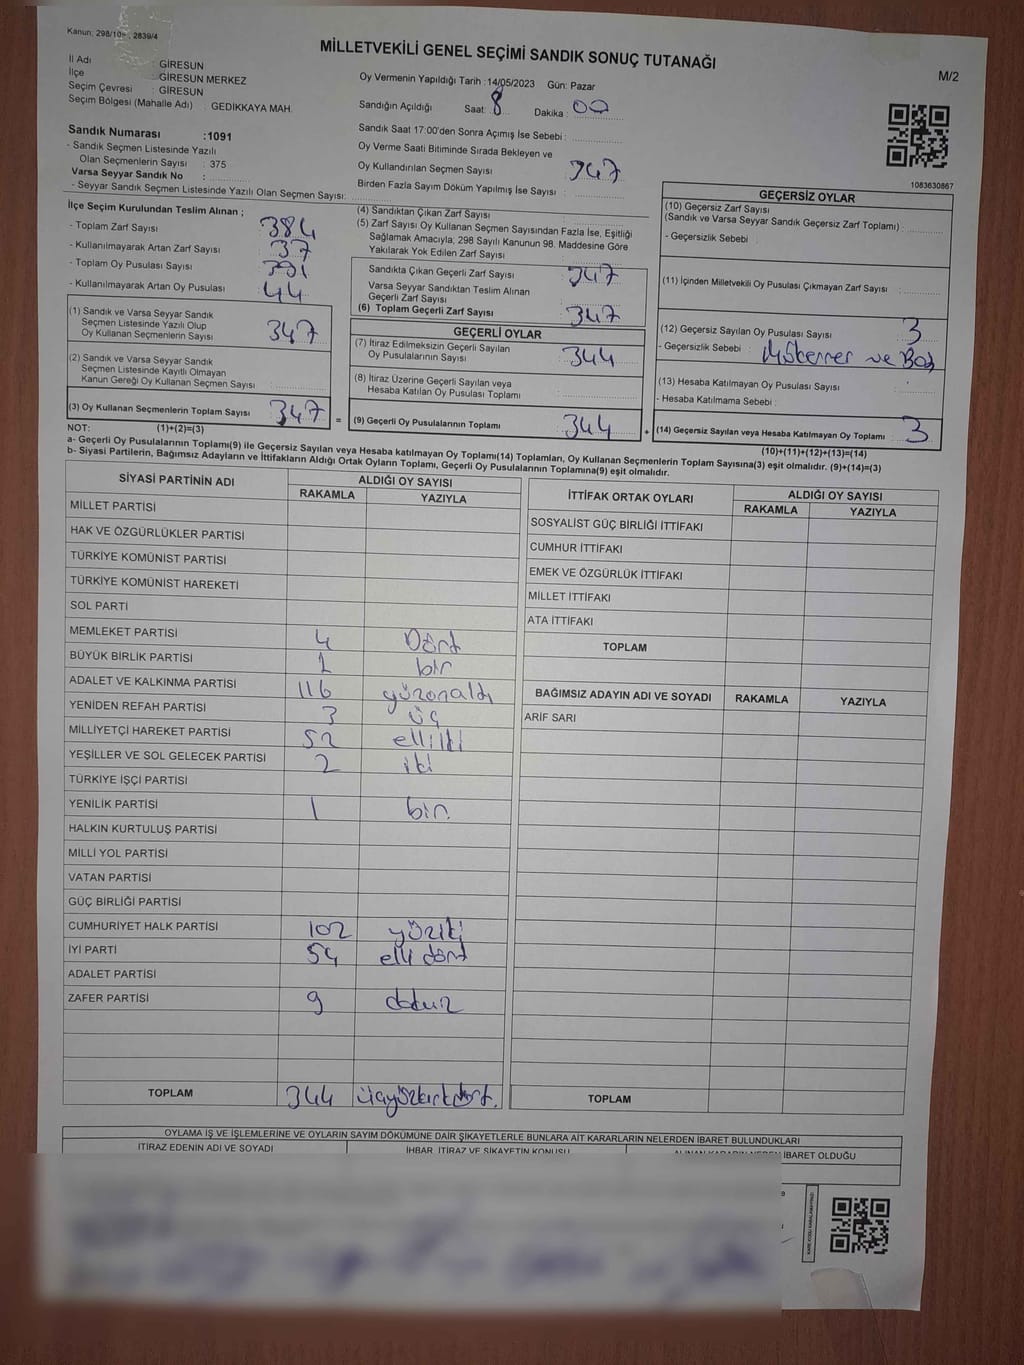 Kanun; 298/105, 2839/4
MİLLETVEKİLİ GENEL SEÇİMİ SANDIK SONUÇ TUTANAĞI
M/2
İl Adı : GİRESUN
İlçe : GİRESUN MERKEZ
Seçim Çevresi : GİRESUN
Seçim Bölgesi (Mahalle Adı) : GEDİKKAYA MAH.
Oy Vermenin Yapıldığı Tarih : 14/05/2023 Gün: Pazar
Sandığın Açıldığı Saat: 8 Dakika : 00
Sandık Saat 17:00'den Sonra Açımış İse Sebebi :
Oy Verme Saati Bitiminde Sırada Bekleyen ve
Oy Kullandırılan Seçmen Sayısı 347
Birden Fazla Sayım Döküm Yapılmış İse Sayısı :
Sandık Numarası :1091
- Sandık Seçmen Listesinde Yazılı
Olan Seçmenlerin Sayısı : 375
Varsa Seyyar Sandık No :
- Seyyar Sandık Seçmen Listesinde Yazılı Olan Seçmen Sayısı:
1083630867
İlçe Seçim Kurulundan Teslim Alınan ;
- Toplam Zarf Sayısı : 384
- Kullanılmayarak Artan Zarf Sayısı : 37
- Toplam Oy Pusulası Sayısı : 391
- Kullanılmayarak Artan Oy Pusulası : 44
(1) Sandık ve Varsa Seyyar Sandık
Seçmen Listesinde Yazılı Olup
Oy Kullanan Seçmenlerin Sayısı : 347
(2) Sandık ve Varsa Seyyar Sandık
Seçmen Listesinde Kayıtlı Olmayan
Kanun Gereği Oy Kullanan Seçmen Sayısı :
(3) Oy Kullanan Seçmenlerin Toplam Sayısı 347 =
(4) Sandıktan Çıkan Zarf Sayısı :
(5) Zarf Sayısı Oy Kullanan Seçmen Sayısından Fazla İse, Eşitliği
Sağlamak Amacıyla, 298 Sayılı Kanunun 98. Maddesine Göre
Yakılarak Yok Edilen Zarf Sayısı :
Sandıkta Çıkan Geçerli Zarf Sayısı : 347
Varsa Seyyar Sandıktan Teslim Alınan
Geçerli Zarf Sayısı :
(6) Toplam Geçerli Zarf Sayısı : 347
GEÇERLİ OYLAR
(7) İtiraz Edilmeksizin Geçerli Sayılan
Oy Pusulalarının Sayısı : 344
(8) İtiraz Üzerine Geçerli Sayılan veya
Hesaba Katılan Oy Pusulası Toplamı :
(9) Geçerli Oy Pusulalarının Toplamı 344 +
GEÇERSİZ OYLAR
(10) Geçersiz Zarf Sayısı
(Sandık ve Varsa Seyyar Sandık Geçersiz Zarf Toplamı) :
- Geçersizlik Sebebi :
(11) İçinden Milletvekili Oy Pusulası Çıkmayan Zarf Sayısı :
(12) Geçersiz Sayılan Oy Pusulası Sayısı : 3
- Geçersizlik Sebebi : Mükerrer ve Boş
(13) Hesaba Katılmayan Oy Pusulası Sayısı :
- Hesaba Katılmama Sebebi :
(14) Geçersiz Sayılan veya Hesaba Katılmayan Oy Toplamı 3
NOT: (1)+(2)=(3)
(10)+(11)+(12)+(13)=(14)
a- Geçerli Oy Pusulalarının Toplamı(9) ile Geçersiz Sayılan veya Hesaba katılmayan Oy Toplamı(14) Toplamları, Oy Kullanan Seçmenlerin Toplam Sayısına(3) eşit olmalıdır. (9)+(14)=(3)
b- Siyasi Partilerin, Bağımsız Adayların ve İttifakların Aldığı Ortak Oyların Toplamı, Geçerli Oy Pusulalarının Toplamına(9) eşit olmalıdır.
SİYASİ PARTİNİN ADI ALDIĞI OY SAYISI
RAKAMLA YAZIYLA
MİLLET PARTİSİ
HAK VE ÖZGÜRLÜKLER PARTİSİ
TÜRKİYE KOMÜNİST PARTİSİ
TÜRKİYE KOMÜNİST HAREKETİ
SOL PARTİ
MEMLEKET PARTİSİ 4 Dört
BÜYÜK BİRLİK PARTİSİ 1 bir
ADALET VE KALKINMA PARTİSİ 116 yüzonaltı
YENİDEN REFAH PARTİSİ 3 üç
MİLLİYETÇİ HAREKET PARTİSİ 52 elliiki
YEŞİLLER VE SOL GELECEK PARTİSİ 2 iki
TÜRKİYE İŞÇİ PARTİSİ
YENİLİK PARTİSİ 1 bir.
HALKIN KURTULUŞ PARTİSİ
MİLLİ YOL PARTİSİ
VATAN PARTİSİ
GÜÇ BİRLİĞİ PARTİSİ
CUMHURİYET HALK PARTİSİ 102 yüziki
İYİ PARTİ 54 elli dört
ADALET PARTİSİ
ZAFER PARTİSİ 9 dokuz
TOPLAM 344 üçyüzkırkdört.
İTTİFAK ORTAK OYLARI ALDIĞI OY SAYISI
RAKAMLA YAZIYLA
SOSYALİST GÜÇ BİRLİĞİ İTTİFAKI
CUMHUR İTTİFAKI
EMEK VE ÖZGÜRLÜK İTTİFAKI
MİLLET İTTİFAKI
ATA İTTİFAKI
TOPLAM
BAĞIMSIZ ADAYIN ADI VE SOYADI RAKAMLA YAZIYLA
ARİF SARI
TOPLAM
OYLAMA İŞ VE İŞLEMLERİNE VE OYLARIN SAYIM DÖKÜMÜNE DAİR ŞİKAYETLERLE BUNLARA AİT KARARLARIN NELERDEN İBARET BULUNDUKLARI
İTİRAZ EDENİN ADI VE SOYADI İHBAR, İTİRAZ VE ŞİKAYETİN KONUSU ALINAN KARARIN NEDEN İBARET OLDUĞU